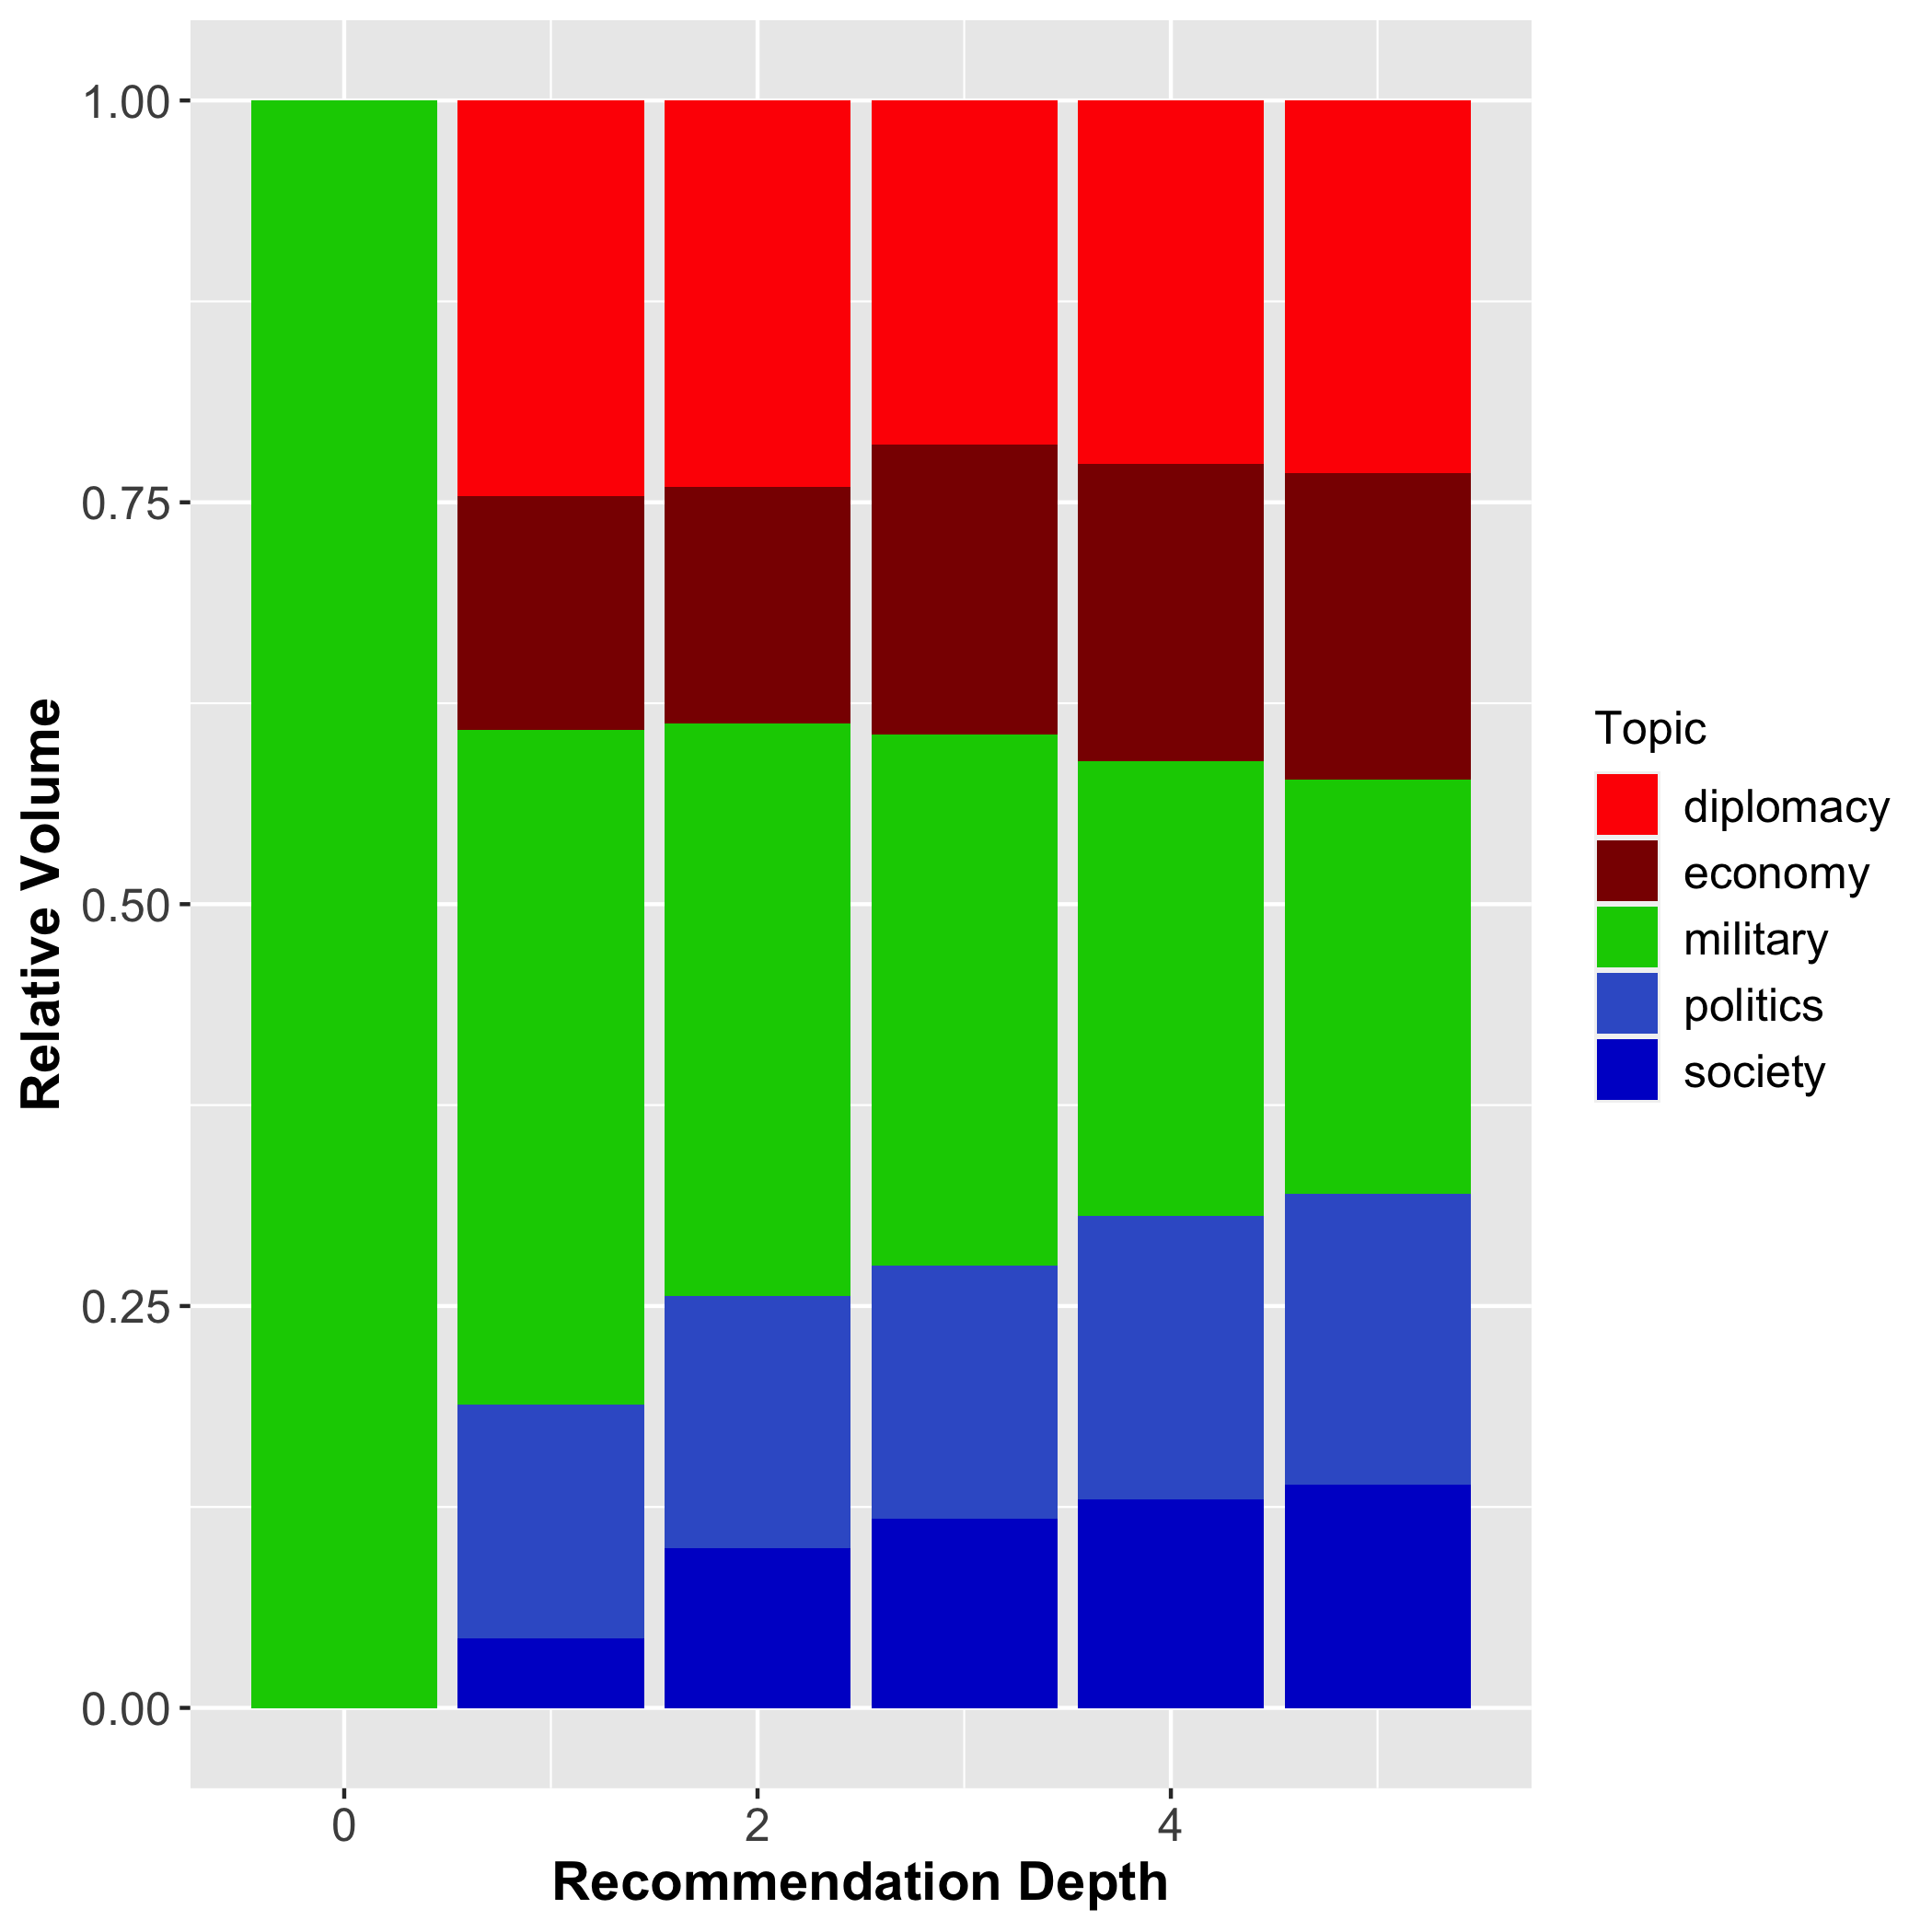 1.00
0.75
0.50
0.25
0.00
Relative Volume
0 2 4
Recommendation Depth
Topic
diplomacy
economy
military
politics
society